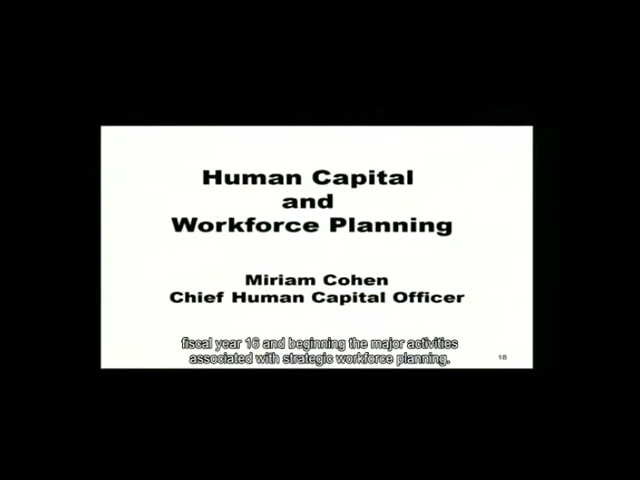 Human Capital
and
Workforce Planning
Miriam Cohen
Chief Human Capital Officer
fiscal year 16 and beginning the major activities
associated with strategic workforce planning.
18